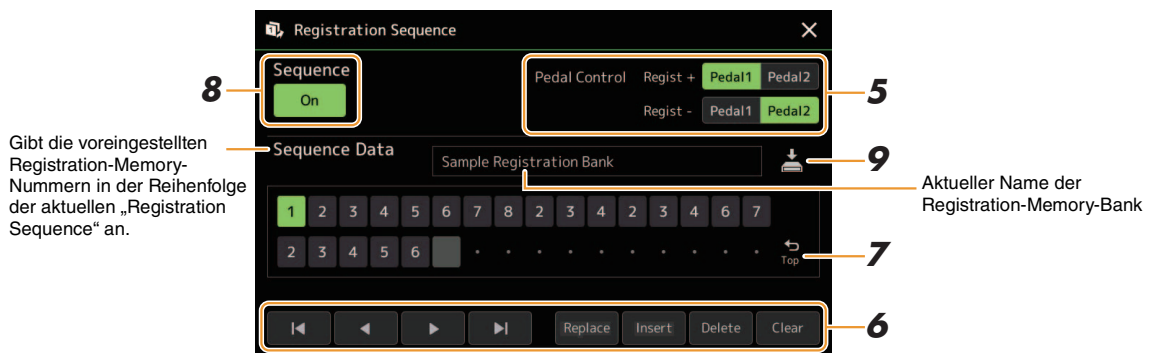 Registration Sequence
Sequence
On
8
Pedal Control Regist + Pedal1 Pedal2
Regist - Pedal1 Pedal2
5
Gibt die voreingestellten
Registration-Memory-
Nummern in der Reihenfolge
der aktuellen „Registration
Sequence“ an.
Sequence Data
Sample Registration Bank
9
Aktueller Name der
Registration-Memory-Bank
1 2 3 4 5 6 7 8 2 3 4 2 3 4 6 7
2 3 4 5 6
Top
7
Replace Insert Delete Clear
6